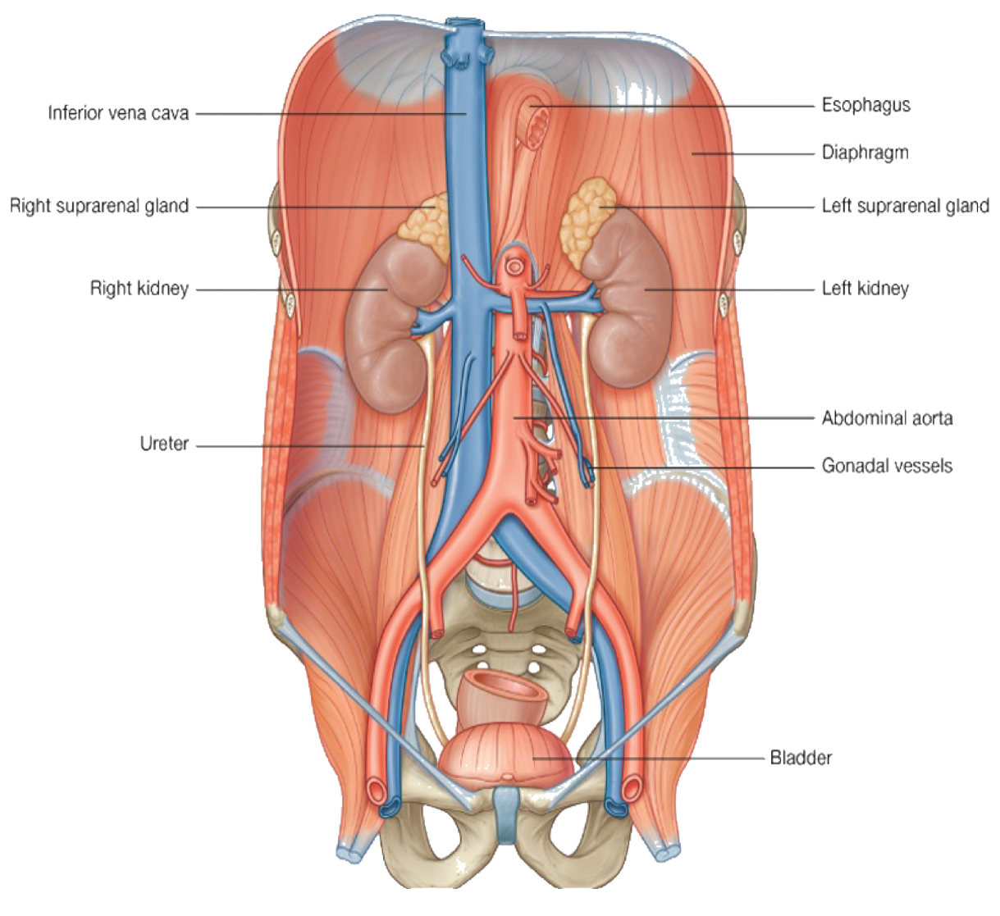 Inferior vena cava
Right suprarenal gland
Right kidney
Ureter
Esophagus
Diaphragm
Left suprarenal gland
Left kidney
Abdominal aorta
Gonadal vessels
Bladder